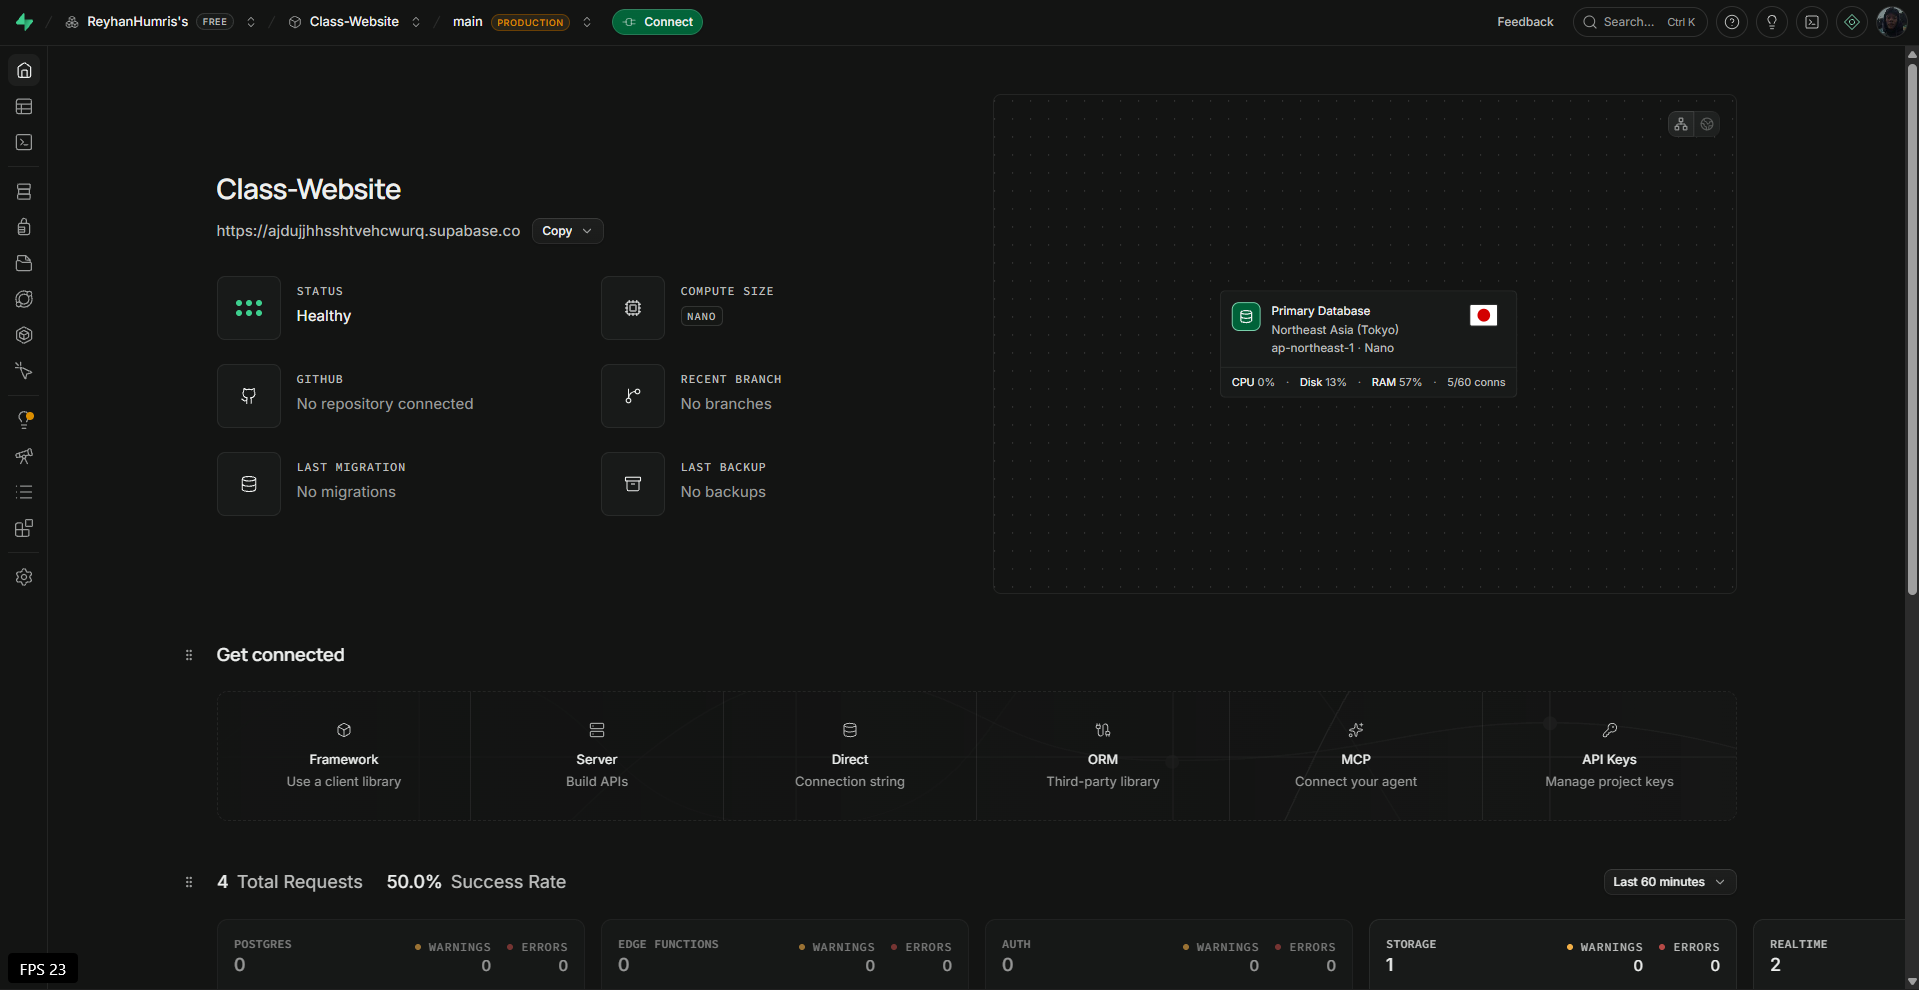 ReyhanHumris's FREE Class-Website main PRODUCTION Connect Feedback Search... Ctrl K
Class-Website
https://ajdujjhhsshtvehcwurq.supabase.co Copy
STATUS
Healthy
COMPUTE SIZE
NANO
GITHUB
No repository connected
RECENT BRANCH
No branches
LAST MIGRATION
No migrations
LAST BACKUP
No backups
Primary Database
Northeast Asia (Tokyo)
ap-northeast-1 · Nano
CPU 0% · Disk 13% · RAM 57% · 5/60 conns
Get connected
Framework
Use a client library
Server
Build APIs
Direct
Connection string
ORM
Third-party library
MCP
Connect your agent
API Keys
Manage project keys
4 Total Requests 50.0% Success Rate Last 60 minutes
POSTGRES WARNINGS ERRORS
0 0 0
EDGE FUNCTIONS WARNINGS ERRORS
0 0 0
AUTH WARNINGS ERRORS
0 0 0
STORAGE WARNINGS ERRORS
1 0 0
REALTIME
2
FPS 23